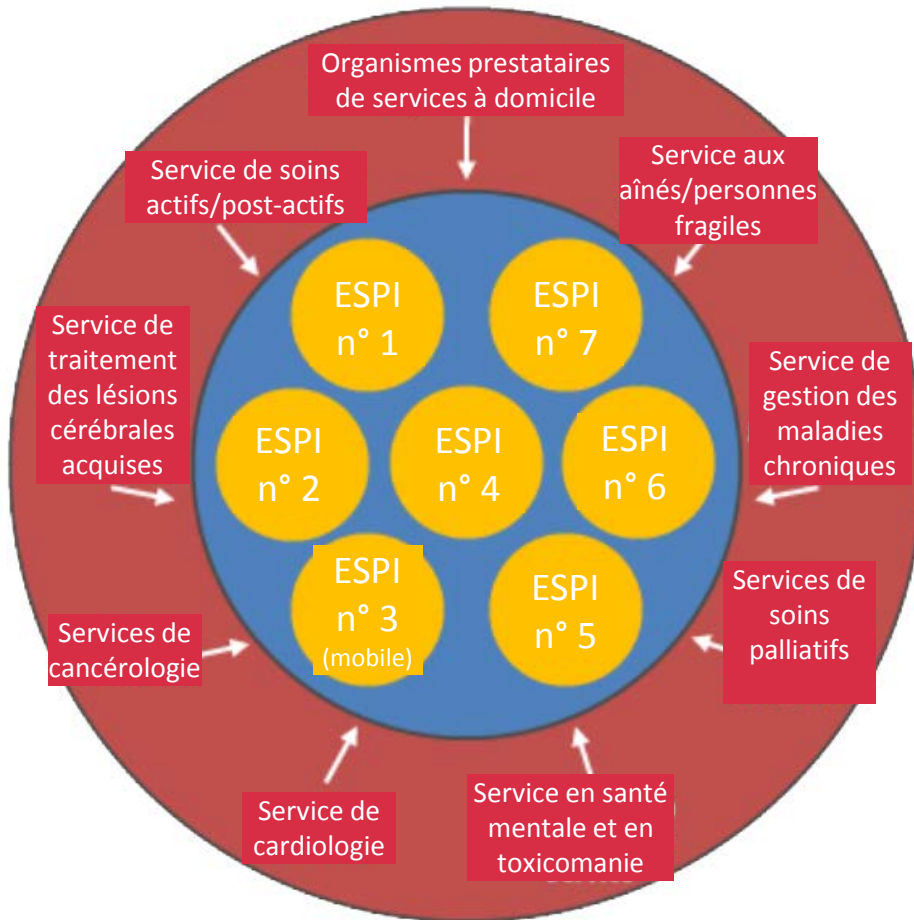 Organismes prestataires
de services à domicile
Service de soins
actifs/post-actifs
Service aux
aînés/personnes
fragiles
ESPI
n° 1
ESPI
n° 7
Service de
traitement
des lésions
cérébrales
acquises
Service de
gestion des
maladies
chroniques
ESPI
n° 2
ESPI
n° 4
ESPI
n° 6
ESPI
n° 3
(mobile)
ESPI
n° 5
Services de
cancérologie
Services de
soins
palliatifs
Service de
cardiologie
Service en santé
mentale et en
toxicomanie